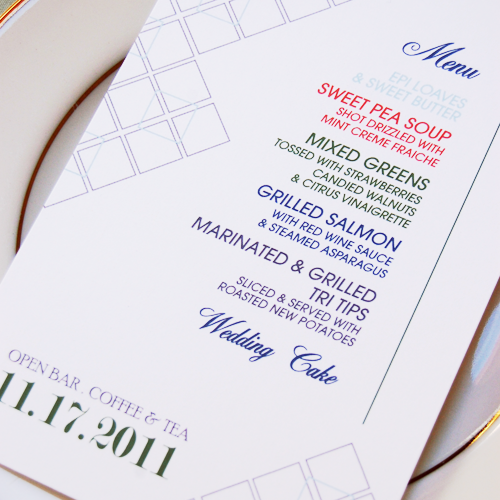 Menu
EPI LOAVES
& SWEET BUTTER
SWEET PEA SOUP
SHOT DRIZZLED WITH
MINT CREME FRAICHE
MIXED GREENS
TOSSED WITH STRAWBERRIES
CANDIED WALNUTS
& CITRUS VINAIGRETTE
GRILLED SALMON
WITH RED WINE SAUCE
& STEAMED ASPARAGUS
MARINATED & GRILLED
TRI TIPS
SLICED & SERVED WITH
ROASTED NEW POTATOES
Wedding Cake
OPEN BAR, COFFEE & TEA
11.17.2011